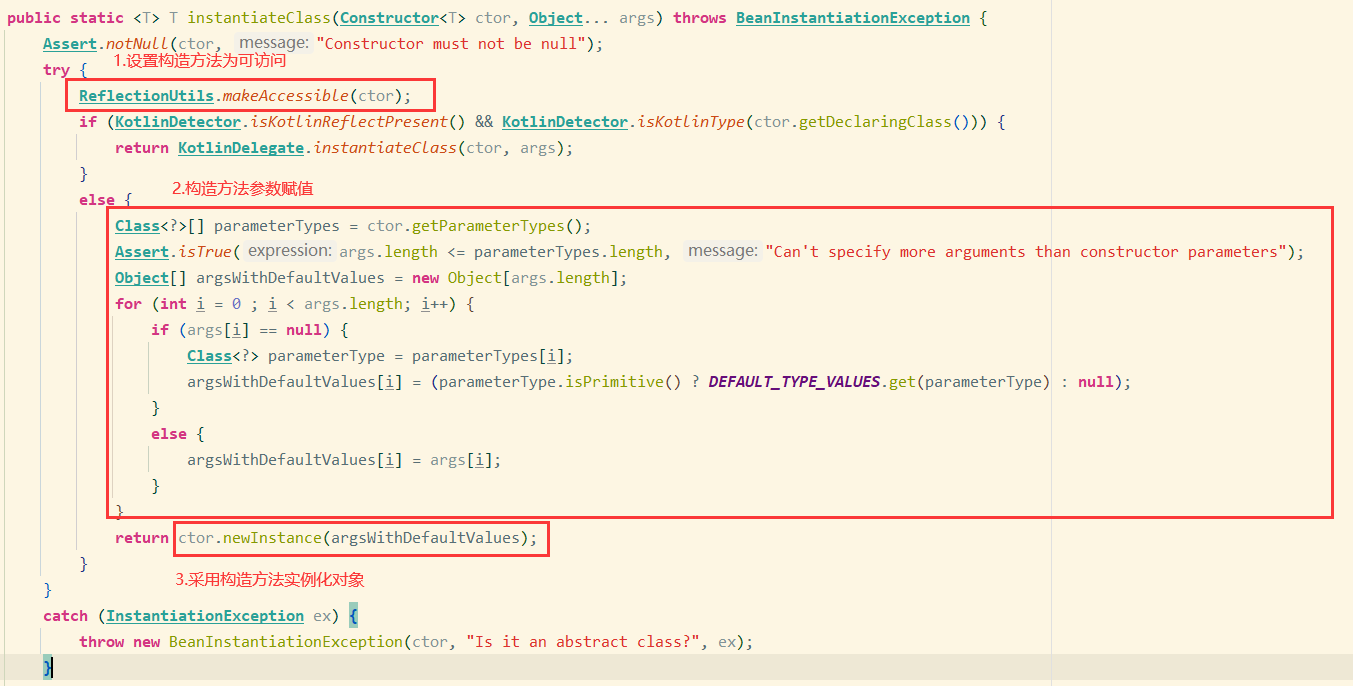 public static <T> T instantiateClass(Constructor<T> ctor, Object... args) throws BeanInstantiationException {
Assert.notNull(ctor, message: "Constructor must not be null");
try { 1.设置构造方法为可访问
ReflectionUtils.makeAccessible(ctor);
if (KotlinDetector.isKotlinReflectPresent() && KotlinDetector.isKotlinType(ctor.getDeclaringClass())) {
return KotlinDelegate.instantiateClass(ctor, args);
}
2.构造方法参数赋值
else {
Class<?>[] parameterTypes = ctor.getParameterTypes();
Assert.isTrue( expression: args.length <= parameterTypes.length, message: "Can't specify more arguments than constructor parameters");
Object[] argsWithDefaultValues = new Object[args.length];
for (int i = 0 ; i < args.length; i++) {
if (args[i] == null) {
Class<?> parameterType = parameterTypes[i];
argsWithDefaultValues[i] = (parameterType.isPrimitive() ? DEFAULT_TYPE_VALUES.get(parameterType) : null);
}
else {
argsWithDefaultValues[i] = args[i];
}
}
return ctor.newInstance(argsWithDefaultValues);
}
3.采用构造方法实例化对象
}
catch (InstantiationException ex) {
throw new BeanInstantiationException(ctor, "Is it an abstract class?", ex);
}